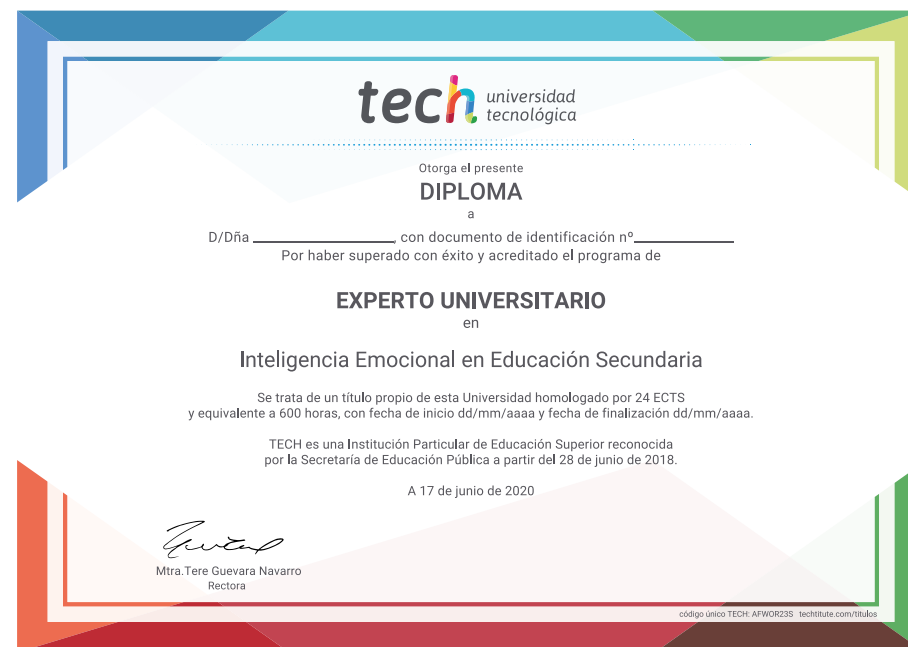 tech universidad
tecnológica
Otorga el presente
DIPLOMA
a
D/Dña ____________________, con documento de identificación nº______________
Por haber superado con éxito y acreditado el programa de
EXPERTO UNIVERSITARIO
en
Inteligencia Emocional en Educación Secundaria
Se trata de un título propio de esta Universidad homologado por 24 ECTS
y equivalente a 600 horas, con fecha de inicio dd/mm/aaaa y fecha de finalización dd/mm/aaaa.
TECH es una Institución Particular de Educación Superior reconocida
por la Secretaría de Educación Pública a partir del 28 de junio de 2018.
A 17 de junio de 2020
Mtra.Tere Guevara Navarro
Rectora
código único TECH: AFWOR23S techtitute.com/titulos